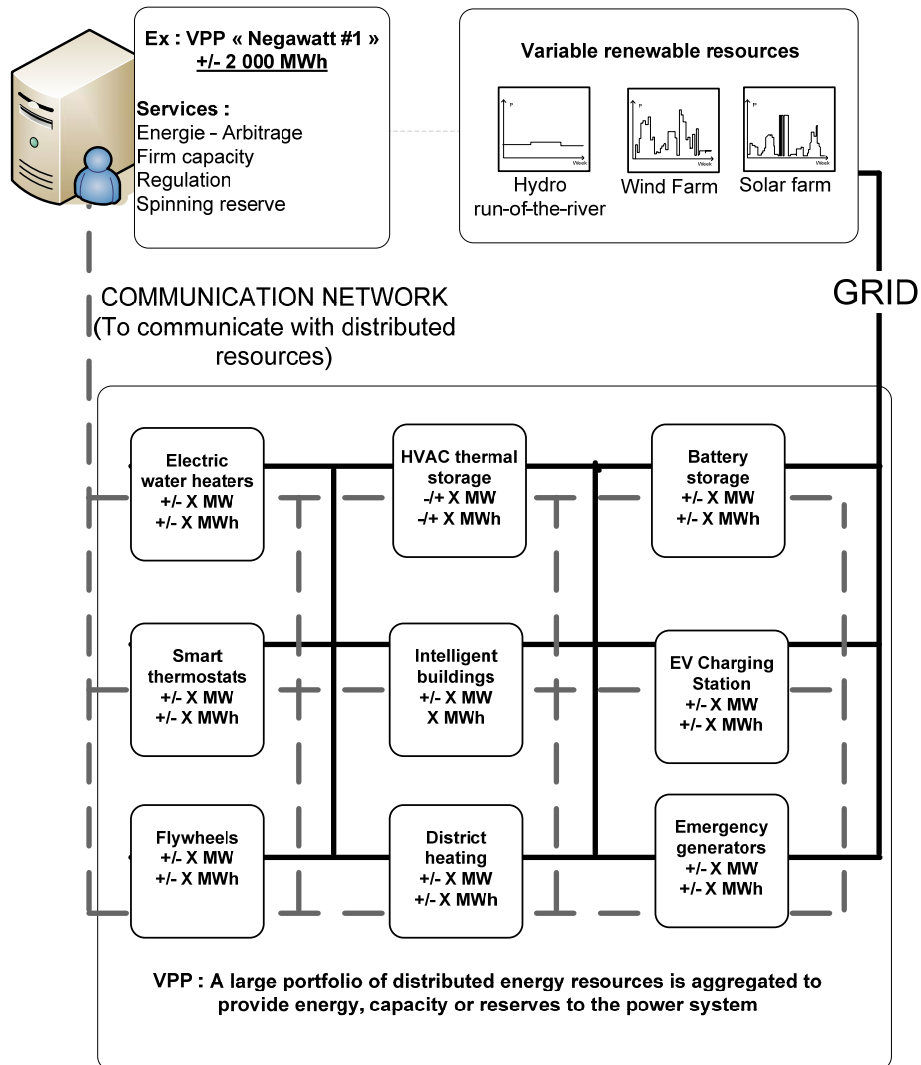 Ex : VPP « Negawatt #1 »
+/- 2 000 MWh
Services :
Energie - Arbitrage
Firm capacity
Regulation
Spinning reserve
Variable renewable resources
P
Week
Hydro
run-of-the-river
P
Week
Wind Farm
P
Week
Solar farm
GRID
COMMUNICATION NETWORK
(To communicate with distributed
resources)
Electric
water heaters
+/- X MW
+/- X MWh
HVAC thermal
storage
-/+ X MW
-/+ X MWh
Battery
storage
+/- X MW
+/- X MWh
Smart
thermostats
+/- X MW
+/- X MWh
Intelligent
buildings
+/- X MW
X MWh
EV Charging
Station
+/- X MW
+/- X MWh
Flywheels
+/- X MW
+/- X MWh
District
heating
+/- X MW
+/- X MWh
Emergency
generators
+/- X MW
+/- X MWh
VPP : A large portfolio of distributed energy resources is aggregated to
provide energy, capacity or reserves to the power system